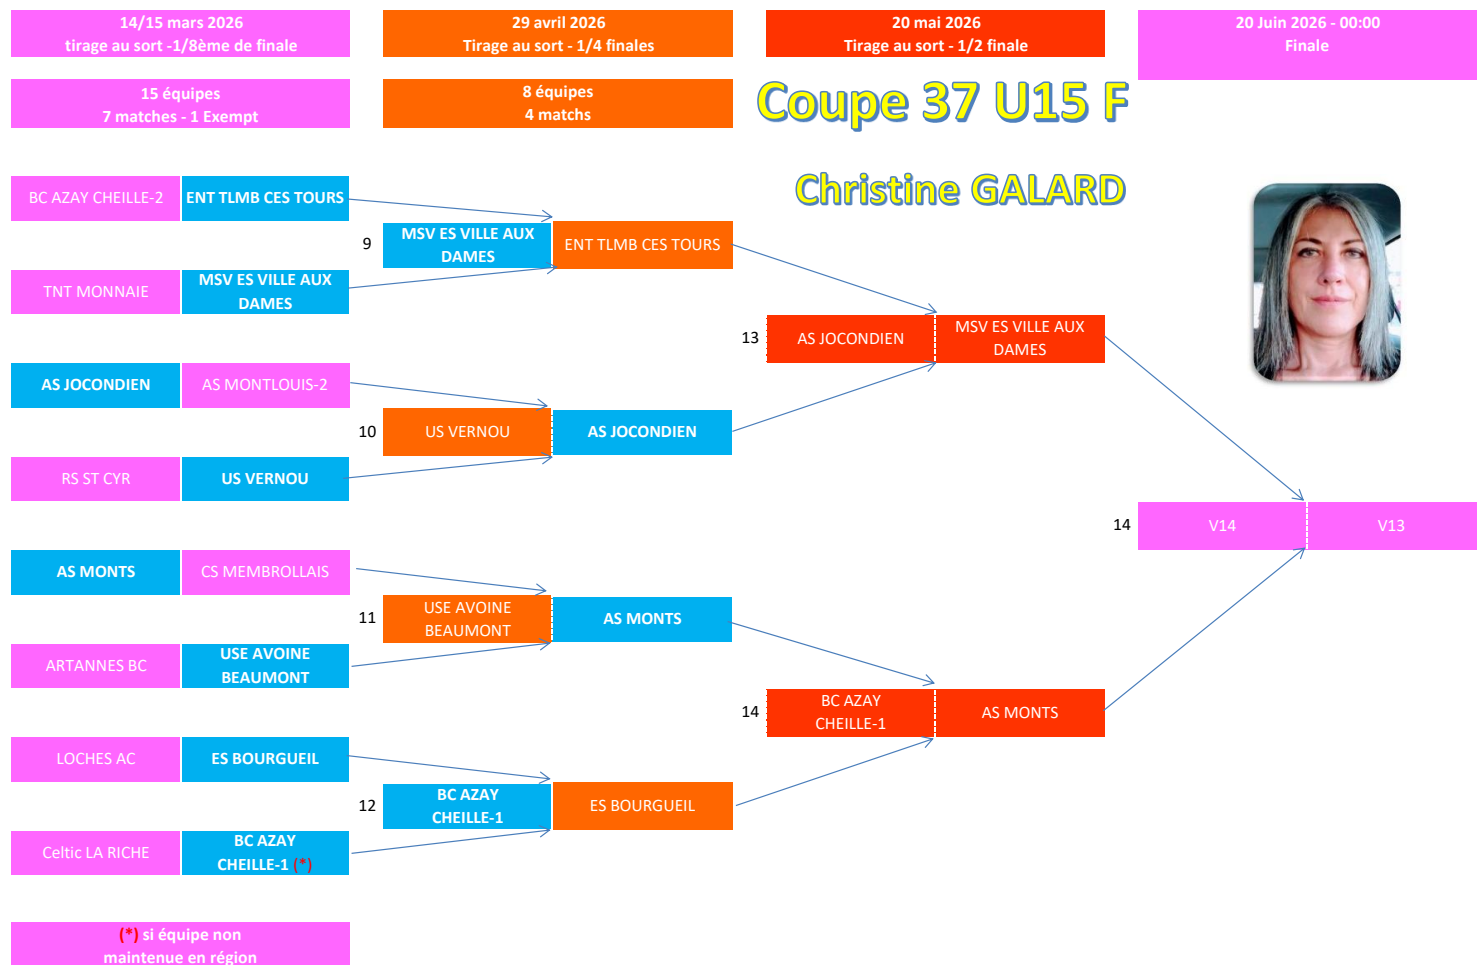 14/15 mars 2026
tirage au sort -1/8ème de finale
29 avril 2026
Tirage au sort - 1/4 finales
20 mai 2026
Tirage au sort - 1/2 finale
20 Juin 2026 - 00:00
Finale
15 équipes
7 matches - 1 Exempt
8 équipes
4 matchs
Coupe 37 U15 F
Christine GALARD
BC AZAY CHEILLE-2
ENT TLMB CES TOURS
9
MSV ES VILLE AUX
DAMES
ENT TLMB CES TOURS
TNT MONNAIE
MSV ES VILLE AUX
DAMES
13
AS JOCONDIEN
MSV ES VILLE AUX
DAMES
AS JOCONDIEN
AS MONTLOUIS-2
10
US VERNOU
AS JOCONDIEN
RS ST CYR
US VERNOU
14
V14
V13
AS MONTS
CS MEMBROLLAIS
11
USE AVOINE
BEAUMONT
AS MONTS
ARTANNES BC
USE AVOINE
BEAUMONT
14
BC AZAY
CHEILLE-1
AS MONTS
LOCHES AC
ES BOURGUEIL
12
BC AZAY
CHEILLE-1
ES BOURGUEIL
Celtic LA RICHE
BC AZAY
CHEILLE-1 (*)
(*) si équipe non
maintenue en région